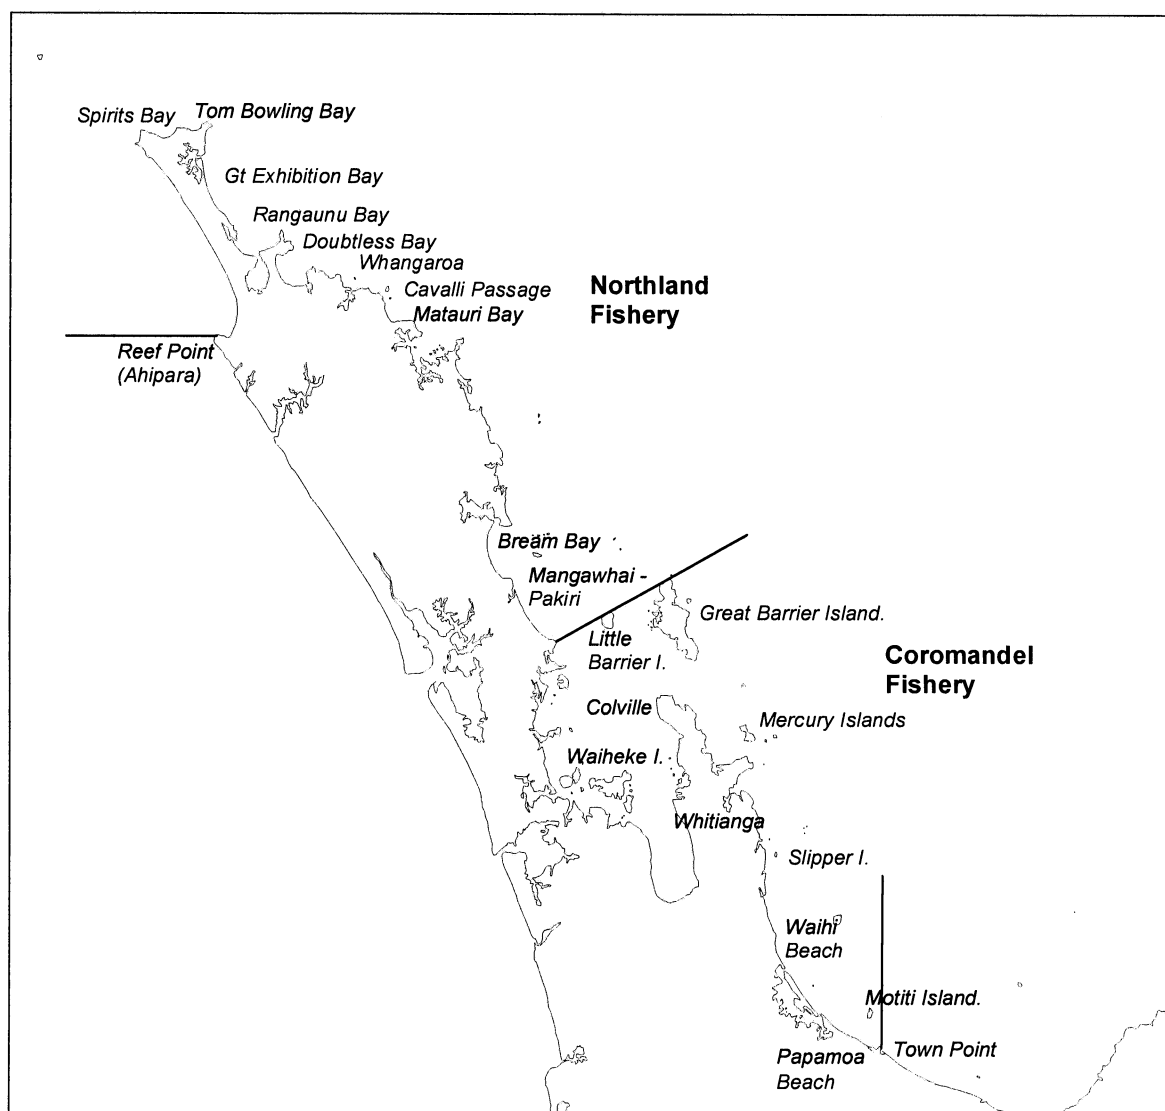 Spirits Bay
Tom Bowling Bay
Gt Exhibition Bay
Rangaunu Bay
Doubtless Bay
Whangaroa
Cavalli Passage
Matauri Bay
Northland
Fishery
Reef Point
(Ahipara)
Bream Bay
Mangawhai -
Pakiri
Great Barrier Island.
Little
Barrier I.
Coromandel
Fishery
Colville
Mercury Islands
Waiheke I.
Whitianga
Slipper I.
Waihi
Beach
Motiti Island.
Town Point
Papamoa
Beach